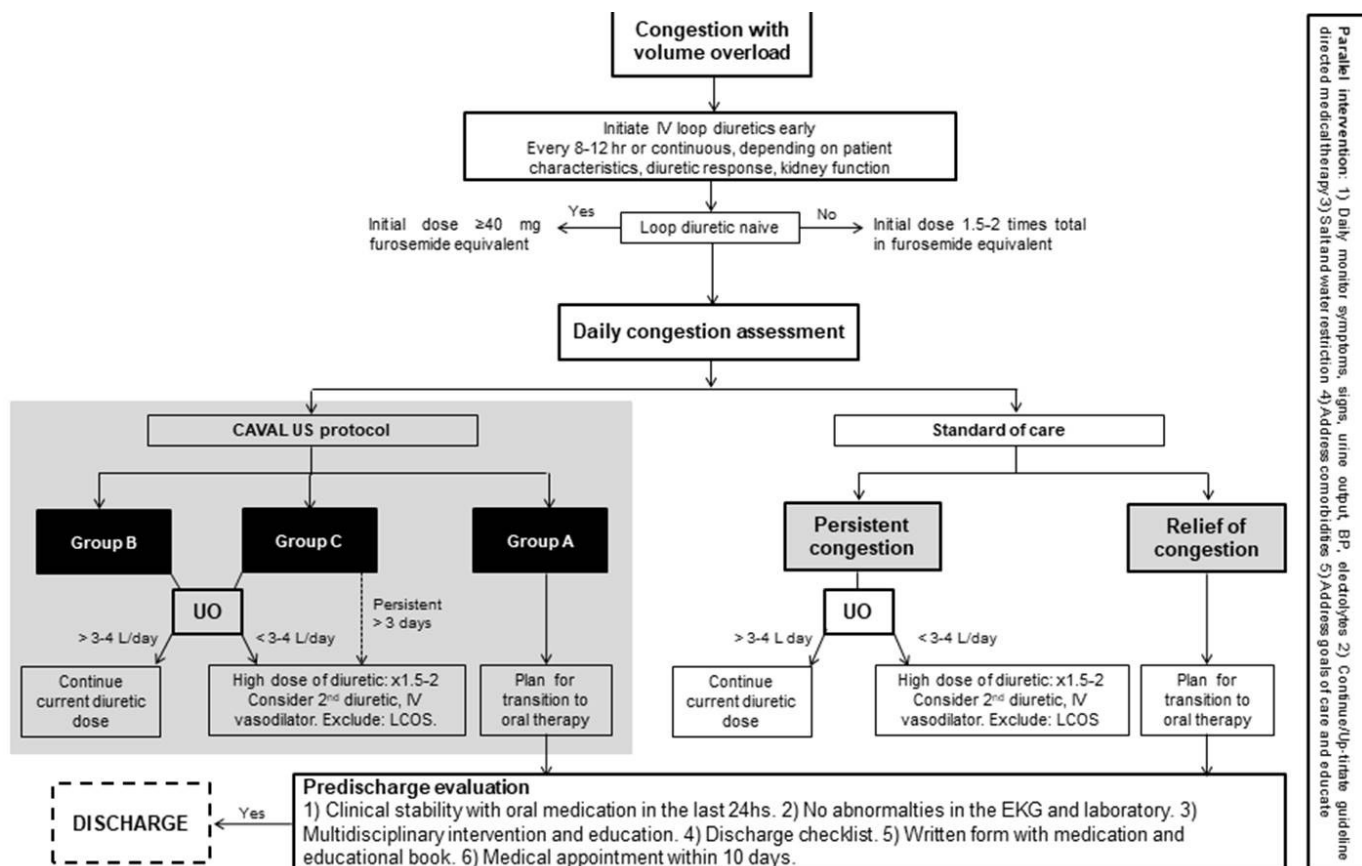 Congestion with
volume overload
Initiate IV loop diuretics early
Every 8-12 hr or continuous, depending on patient
characteristics, diuretic response, kidney function
Initial dose ≥40 mg
furosemide equivalent
Yes
Loop diuretic naive
No
Initial dose 1.5-2 times total
in furosemide equivalent
Daily congestion assessment
CAVAL US protocol
Standard of care
Group B
Group C
Group A
Persistent
congestion
Relief of
congestion
UO
Persistent
> 3 days
> 3-4 L/day
< 3-4 L/day
UO
> 3-4 L day
< 3-4 L/day
Continue
current diuretic
dose
High dose of diuretic: x1.5-2
Consider 2nd diuretic, IV
vasodilator. Exclude: LCOS.
Plan for
transition to
oral therapy
Continue
current diuretic
dose
High dose of diuretic: x1.5-2
Consider 2nd diuretic, IV
vasodilator. Exclude: LCOS
Plan for
transition to
oral therapy
DISCHARGE
Yes
Predischarge evaluation
1) Clinical stability with oral medication in the last 24hs. 2) No abnormalties in the EKG and laboratory. 3)
Multidisciplinary intervention and education. 4) Discharge checklist. 5) Written form with medication and
educational book. 6) Medical appointment within 10 days.
Parallel intervention: 1) Daily monitor symptoms, signs, urine output, BP, electrolytes 2) Continue/Up-tirtate guideline
directed medical therapy 3) Salt and water restriction 4) Address comorbidities 5) Address goals of care and educate